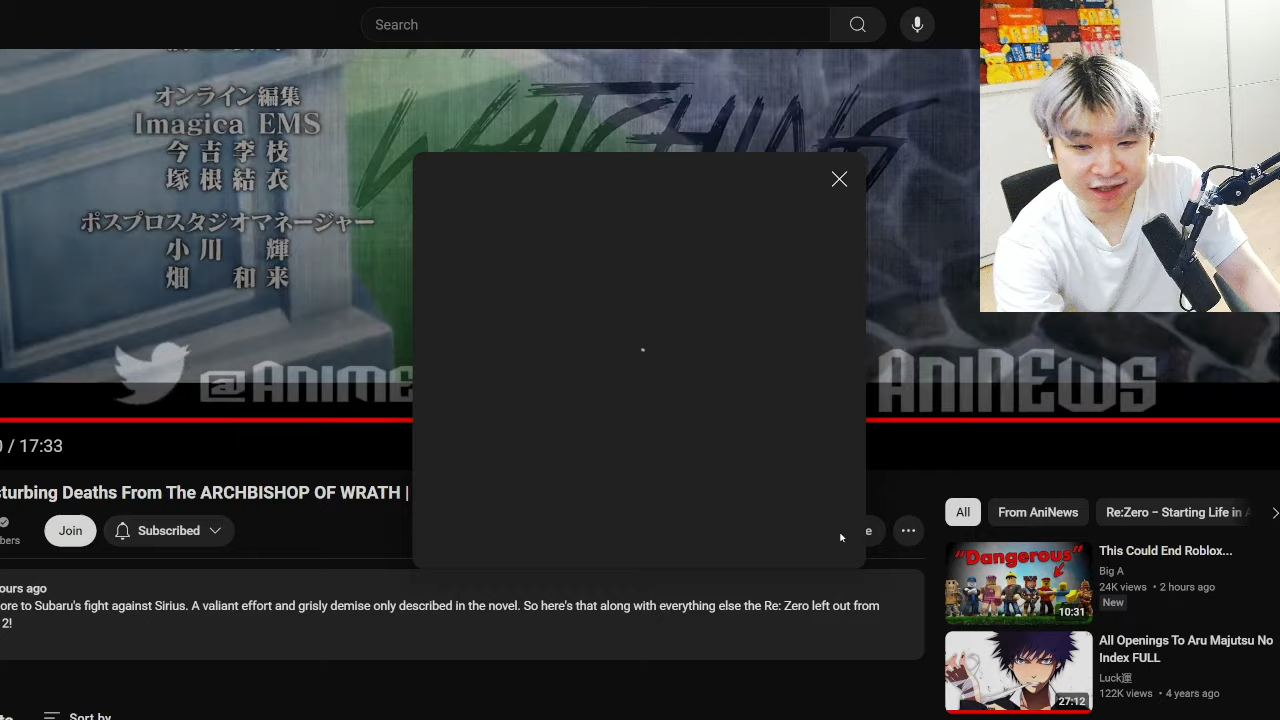 Search
オンライン編集
Imagica EMS
今吉李枝
塚根結衣
ポスプロスタジオマネージャー
小川 輝
畑 和来
WATCHING
@ANIME
ANINEWS
/ 17:33
sturbing Deaths From The ARCHBISHOP OF WRATH |
bers
Join
Subscribed
e
...
ours ago
ore to Subaru's fight against Sirius. A valiant effort and grisly demise only described in the novel. So here's that along with everything else the Re: Zero left out from
2!
Sort by
All
From AniNews
Re:Zero − Starting Life in A
"Dangerous"
10:31
This Could End Roblox...
Big A
24K views • 2 hours ago
New
27:12
All Openings To Aru Majutsu No
Index FULL
Luck運
122K views • 4 years ago